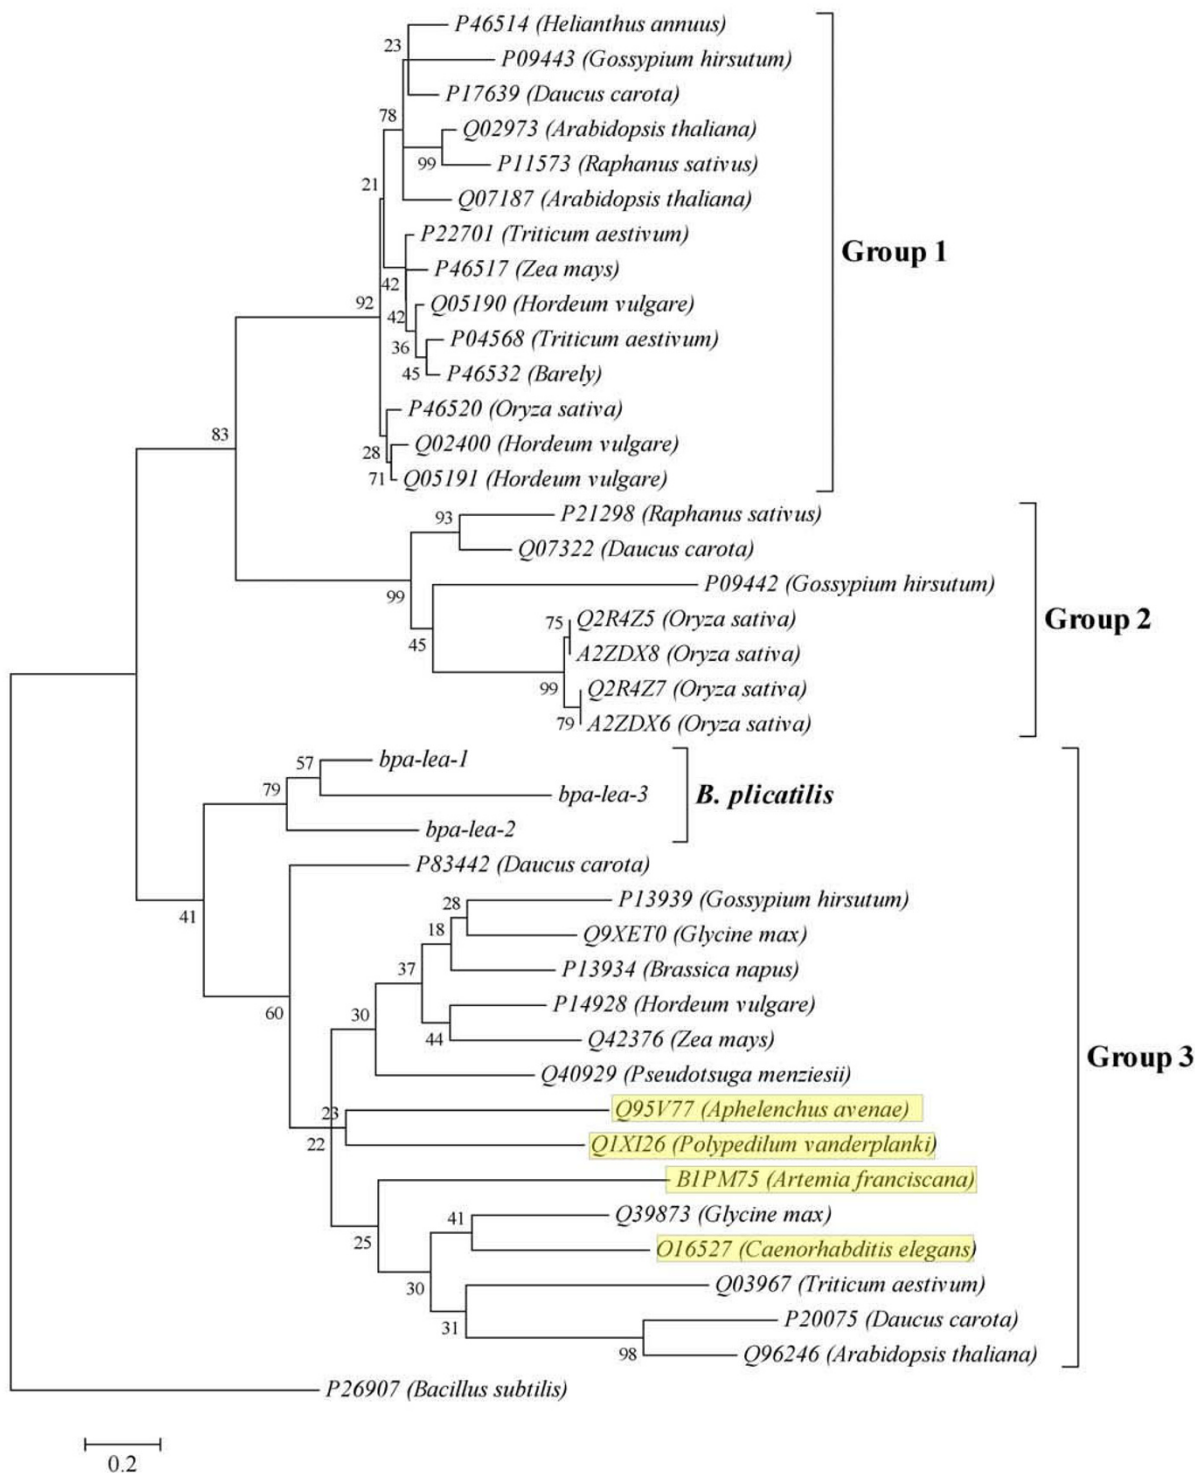 P46514 (Helianthus annuus)
23
P09443 (Gossypium hirsutum)
P17639 (Daucus carota)
78
Q02973 (Arabidopsis thaliana)
99
P11573 (Raphanus sativus)
21
Q07187 (Arabidopsis thaliana)
P22701 (Triticum aestivum)
Group 1
P46517 (Zea mays)
42
92
Q05190 (Hordeum vulgare)
42
P04568 (Triticum aestivum)
36
45
P46532 (Barely)
P46520 (Oryza sativa)
83
Q02400 (Hordeum vulgare)
28
71
Q05191 (Hordeum vulgare)
93
P21298 (Raphanus sativus)
Q07322 (Daucus carota)
P09442 (Gossypium hirsutum)
99
75
Q2R4Z5 (Oryza sativa)
Group 2
45
A2ZDX8 (Oryza sativa)
99
Q2R4Z7 (Oryza sativa)
79
A2ZDX6 (Oryza sativa)
57
bpa-lea-1
79
bpa-lea-3
B. plicatilis
bpa-lea-2
P83442 (Daucus carota)
41
28
P13939 (Gossypium hirsutum)
18
Q9XET0 (Glycine max)
37
P13934 (Brassica napus)
60
30
P14928 (Hordeum vulgare)
44
Q42376 (Zea mays)
Group 3
Q40929 (Pseudotsuga menziesii)
23
Q95V77 (Aphelenchus avenae)
22
Q1XI26 (Polypedilum vanderplanki)
B1PM75 (Artemia franciscana)
41
Q39873 (Glycine max)
25
O16527 (Caenorhabditis elegans)
30
Q03967 (Triticum aestivum)
31
P20075 (Daucus carota)
98
Q96246 (Arabidopsis thaliana)
P26907 (Bacillus subtilis)
0.2